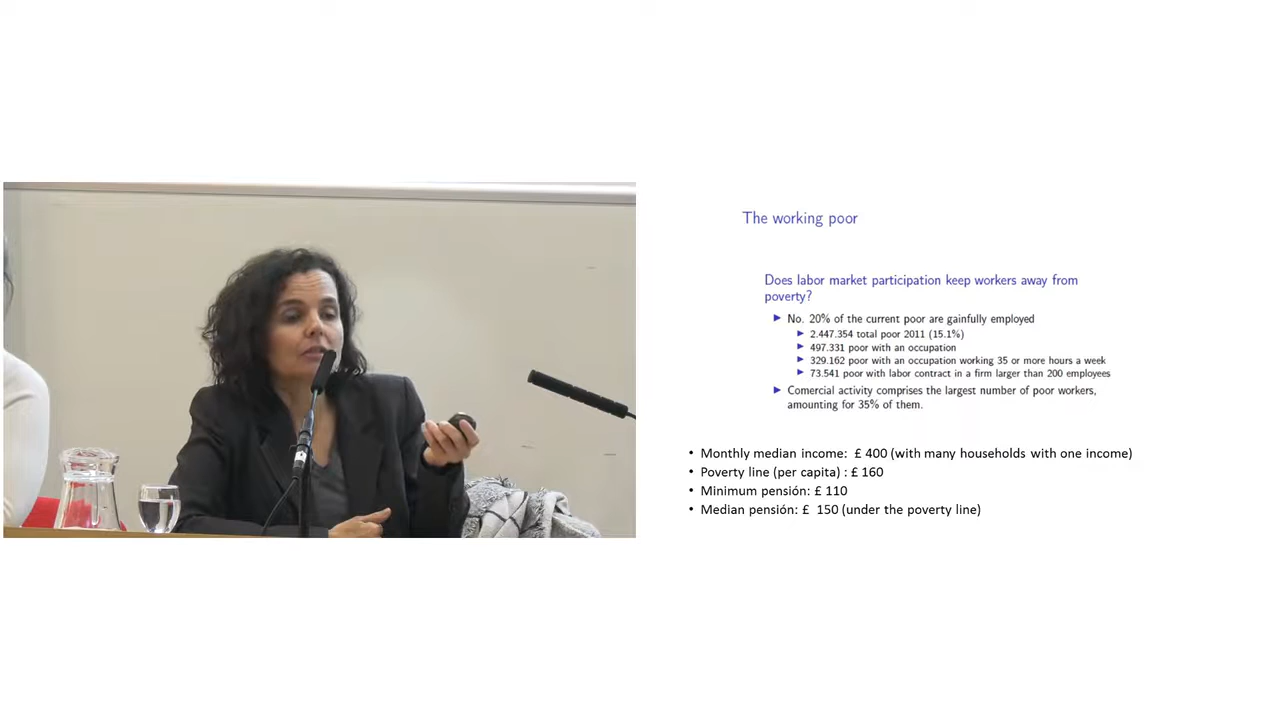 The working poor
Does labor market participation keep workers away from
poverty?
► No. 20% of the current poor are gainfully employed
► 2.447.354 total poor 2011 (15.1%)
► 497.331 poor with an occupation
► 329.162 poor with an occupation working 35 or more hours a week
► 73.541 poor with labor contract in a firm larger than 200 employees
► Comercial activity comprises the largest number of poor workers,
amounting for 35% of them.
• Monthly median income: £ 400 (with many households with one income)
• Poverty line (per capita) : £ 160
• Minimum pensión: £ 110
• Median pensión: £ 150 (under the poverty line)